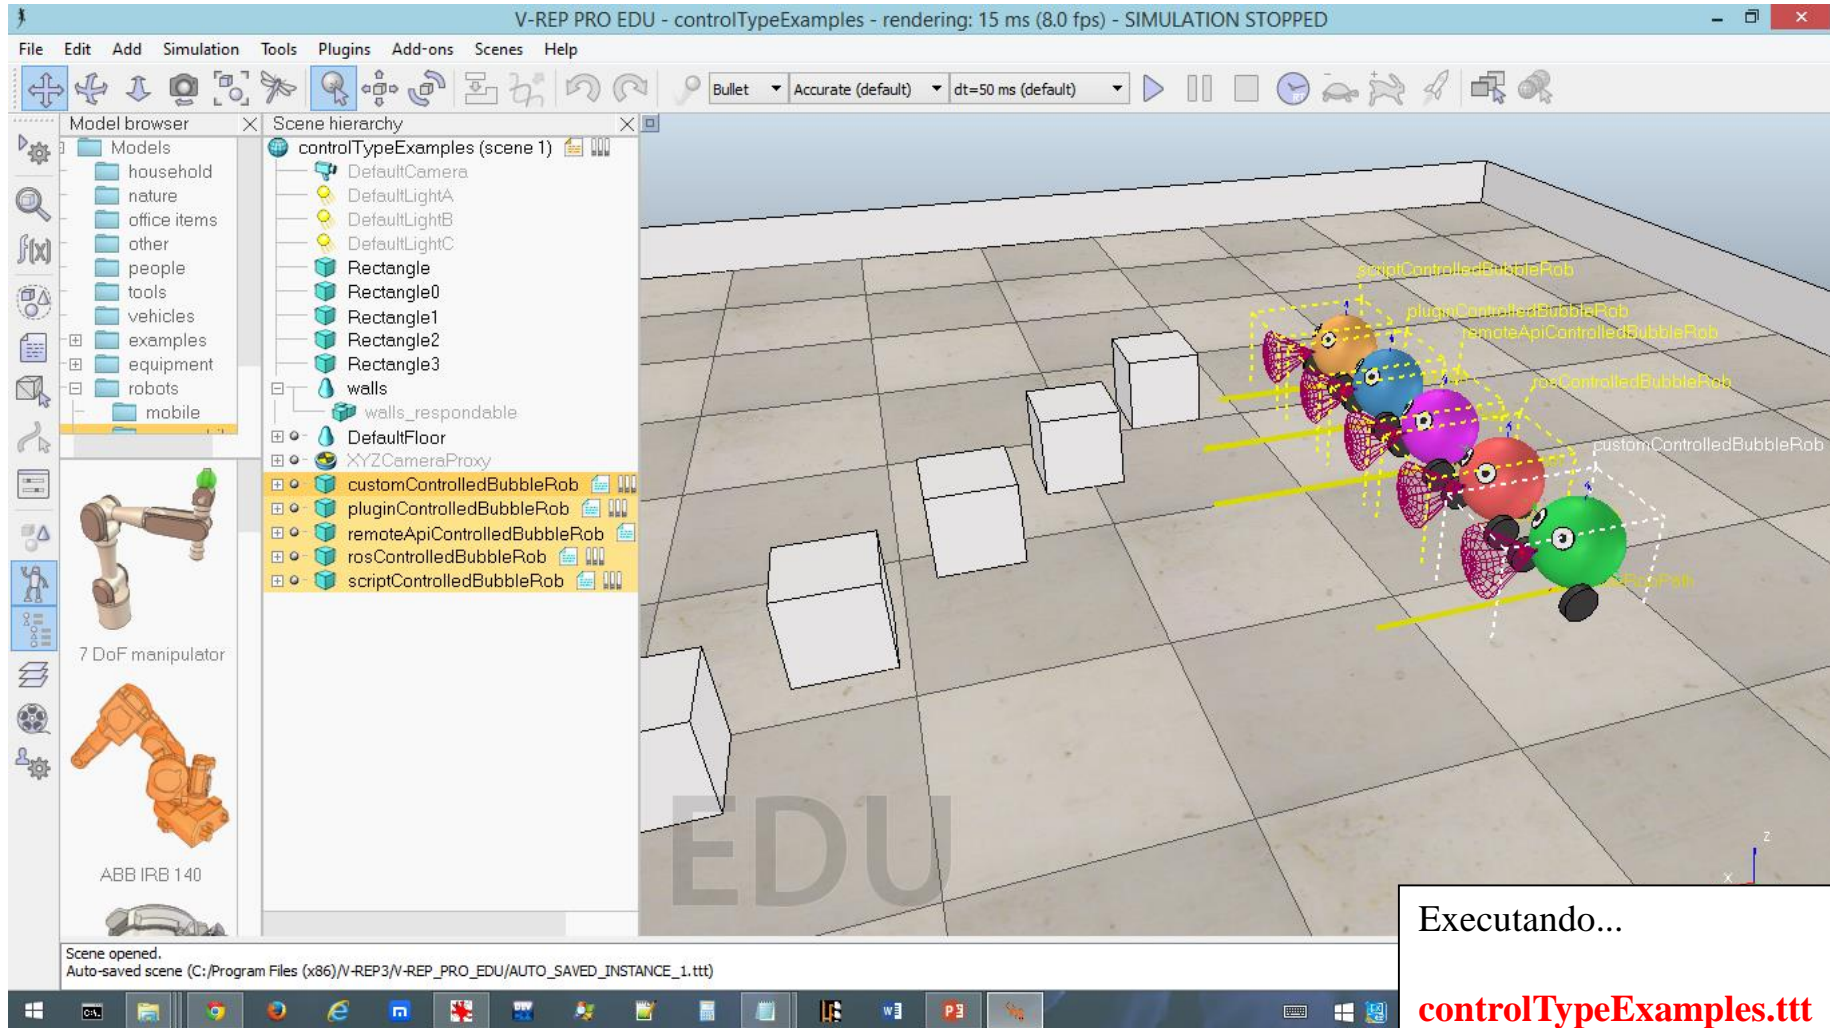 V-REP PRO EDU - controlTypeExamples - rendering: 15 ms (8.0 fps) - SIMULATION STOPPED
File Edit Add Simulation Tools Plugins Add-ons Scenes Help
Bullet Accurate (default) dt=50 ms (default)
Model browser
Models
household
nature
office items
other
people
tools
vehicles
examples
equipment
robots
mobile
7 DoF manipulator
ABB IRB 140
Scene hierarchy
controlTypeExamples (scene 1)
DefaultCamera
DefaultLightA
DefaultLightB
DefaultLightC
Rectangle
Rectangle0
Rectangle1
Rectangle2
Rectangle3
walls
walls_respondable
DefaultFloor
XYZCameraProxy
customControlledBubbleRob
pluginControlledBubbleRob
remoteApiControlledBubbleRob
rosControlledBubbleRob
scriptControlledBubbleRob
scriptControlledBubbleRob
pluginControlledBubbleRob
remoteApiControlledBubbleRob
rosControlledBubbleRob
customControlledBubbleRob
EDU
z
x
Scene opened.
Auto-saved scene (C:/Program Files (x86)/V-REP3/V-REP_PRO_EDU/AUTO_SAVED_INSTANCE_1.ttt)
Executando...
controlTypeExamples.ttt